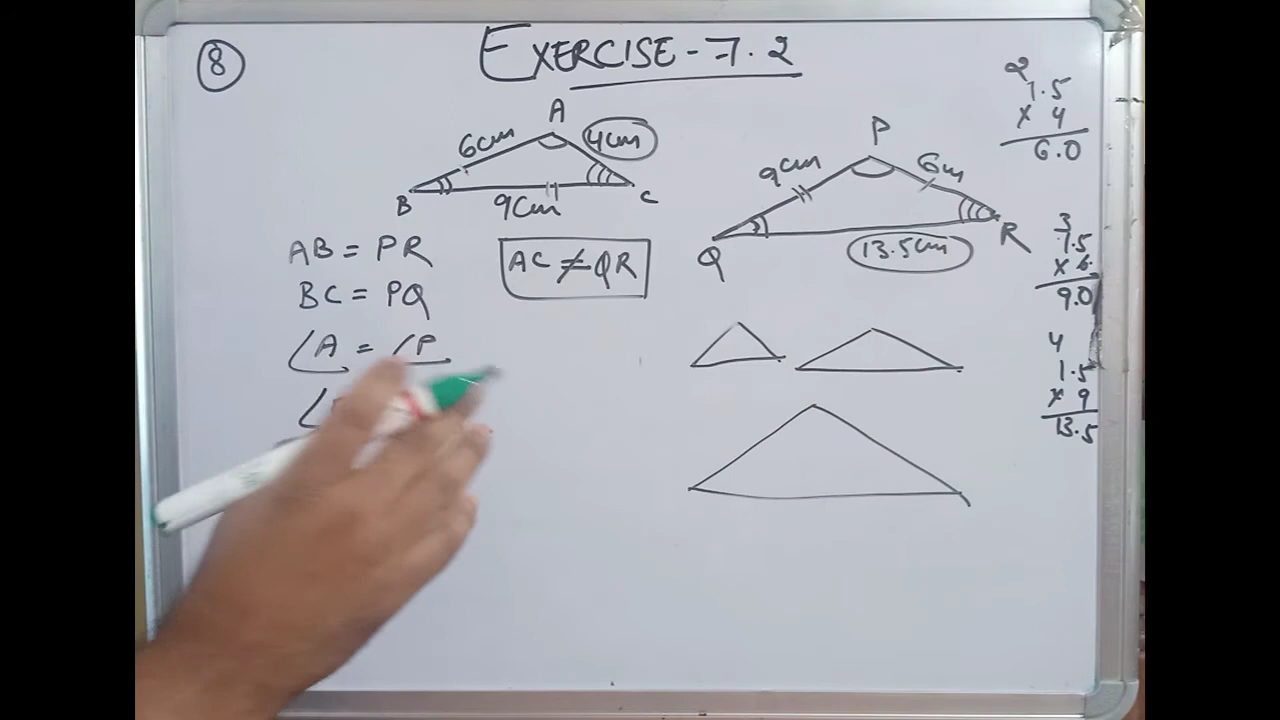 8
EXERCISE-7.2
A
6cm
4cm
B
9cm
C
P
9cm
6m
Q
13.5cm
R
AB = PR
BC = PQ
∠A = ∠P
∠
AC ≠ QR
2
1.5
x 4
6.0
3
1.5
x 6
9.0
4
1.5
x 9
13.5